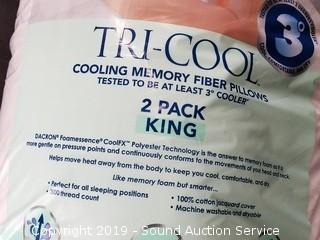 TRI-COOL
COOLING MEMORY FIBER PILLOWS
TESTED TO BE AT LEAST 3° COOLER*
3°
2 PACK
KING
DACRON® Foamessence® CoolFX™ Polyester Technology is the answer to memory foam as it is
more gentle on pressure points and continuously conforms to the movements of your head and neck.
Helps move heat away from the body to keep you cool, comfortable, and dry.
Like memory foam but smarter...
• Perfect for all sleeping positions
• 300 thread count
• 100% cotton jacquard cover
• Machine washable and dryable
Copyright 2019 - Sound Auction Service